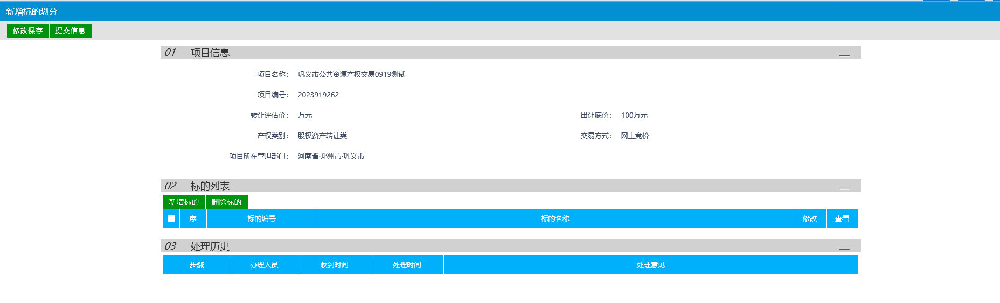 新增标的划分
修改保存 提交信息
01 项目信息
项目名称： 巩义市公共资源产权交易0919测试
项目编号： 2023919262
转让评估价： 万元 出让底价： 100万元
产权类别： 股权资产转让类 交易方式： 网上竞价
项目所在管理部门： 河南省·郑州市·巩义市
02 标的列表
新增标的 删除标的
序 标的编号 标的名称 修改 查看
03 处理历史
步骤 办理人员 收到时间 处理时间 处理意见